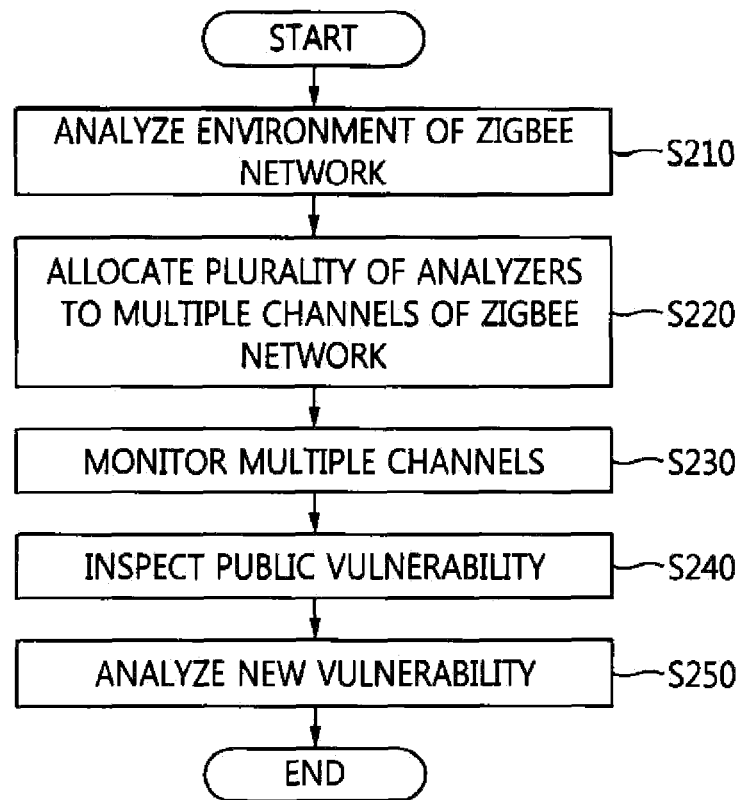 START
ANALYZE ENVIRONMENT OF ZIGBEE
NETWORK
S210
ALLOCATE PLURALITY OF ANALYZERS
TO MULTIPLE CHANNELS OF ZIGBEE
NETWORK
S220
MONITOR MULTIPLE CHANNELS
S230
INSPECT PUBLIC VULNERABILITY
S240
ANALYZE NEW VULNERABILITY
S250
END